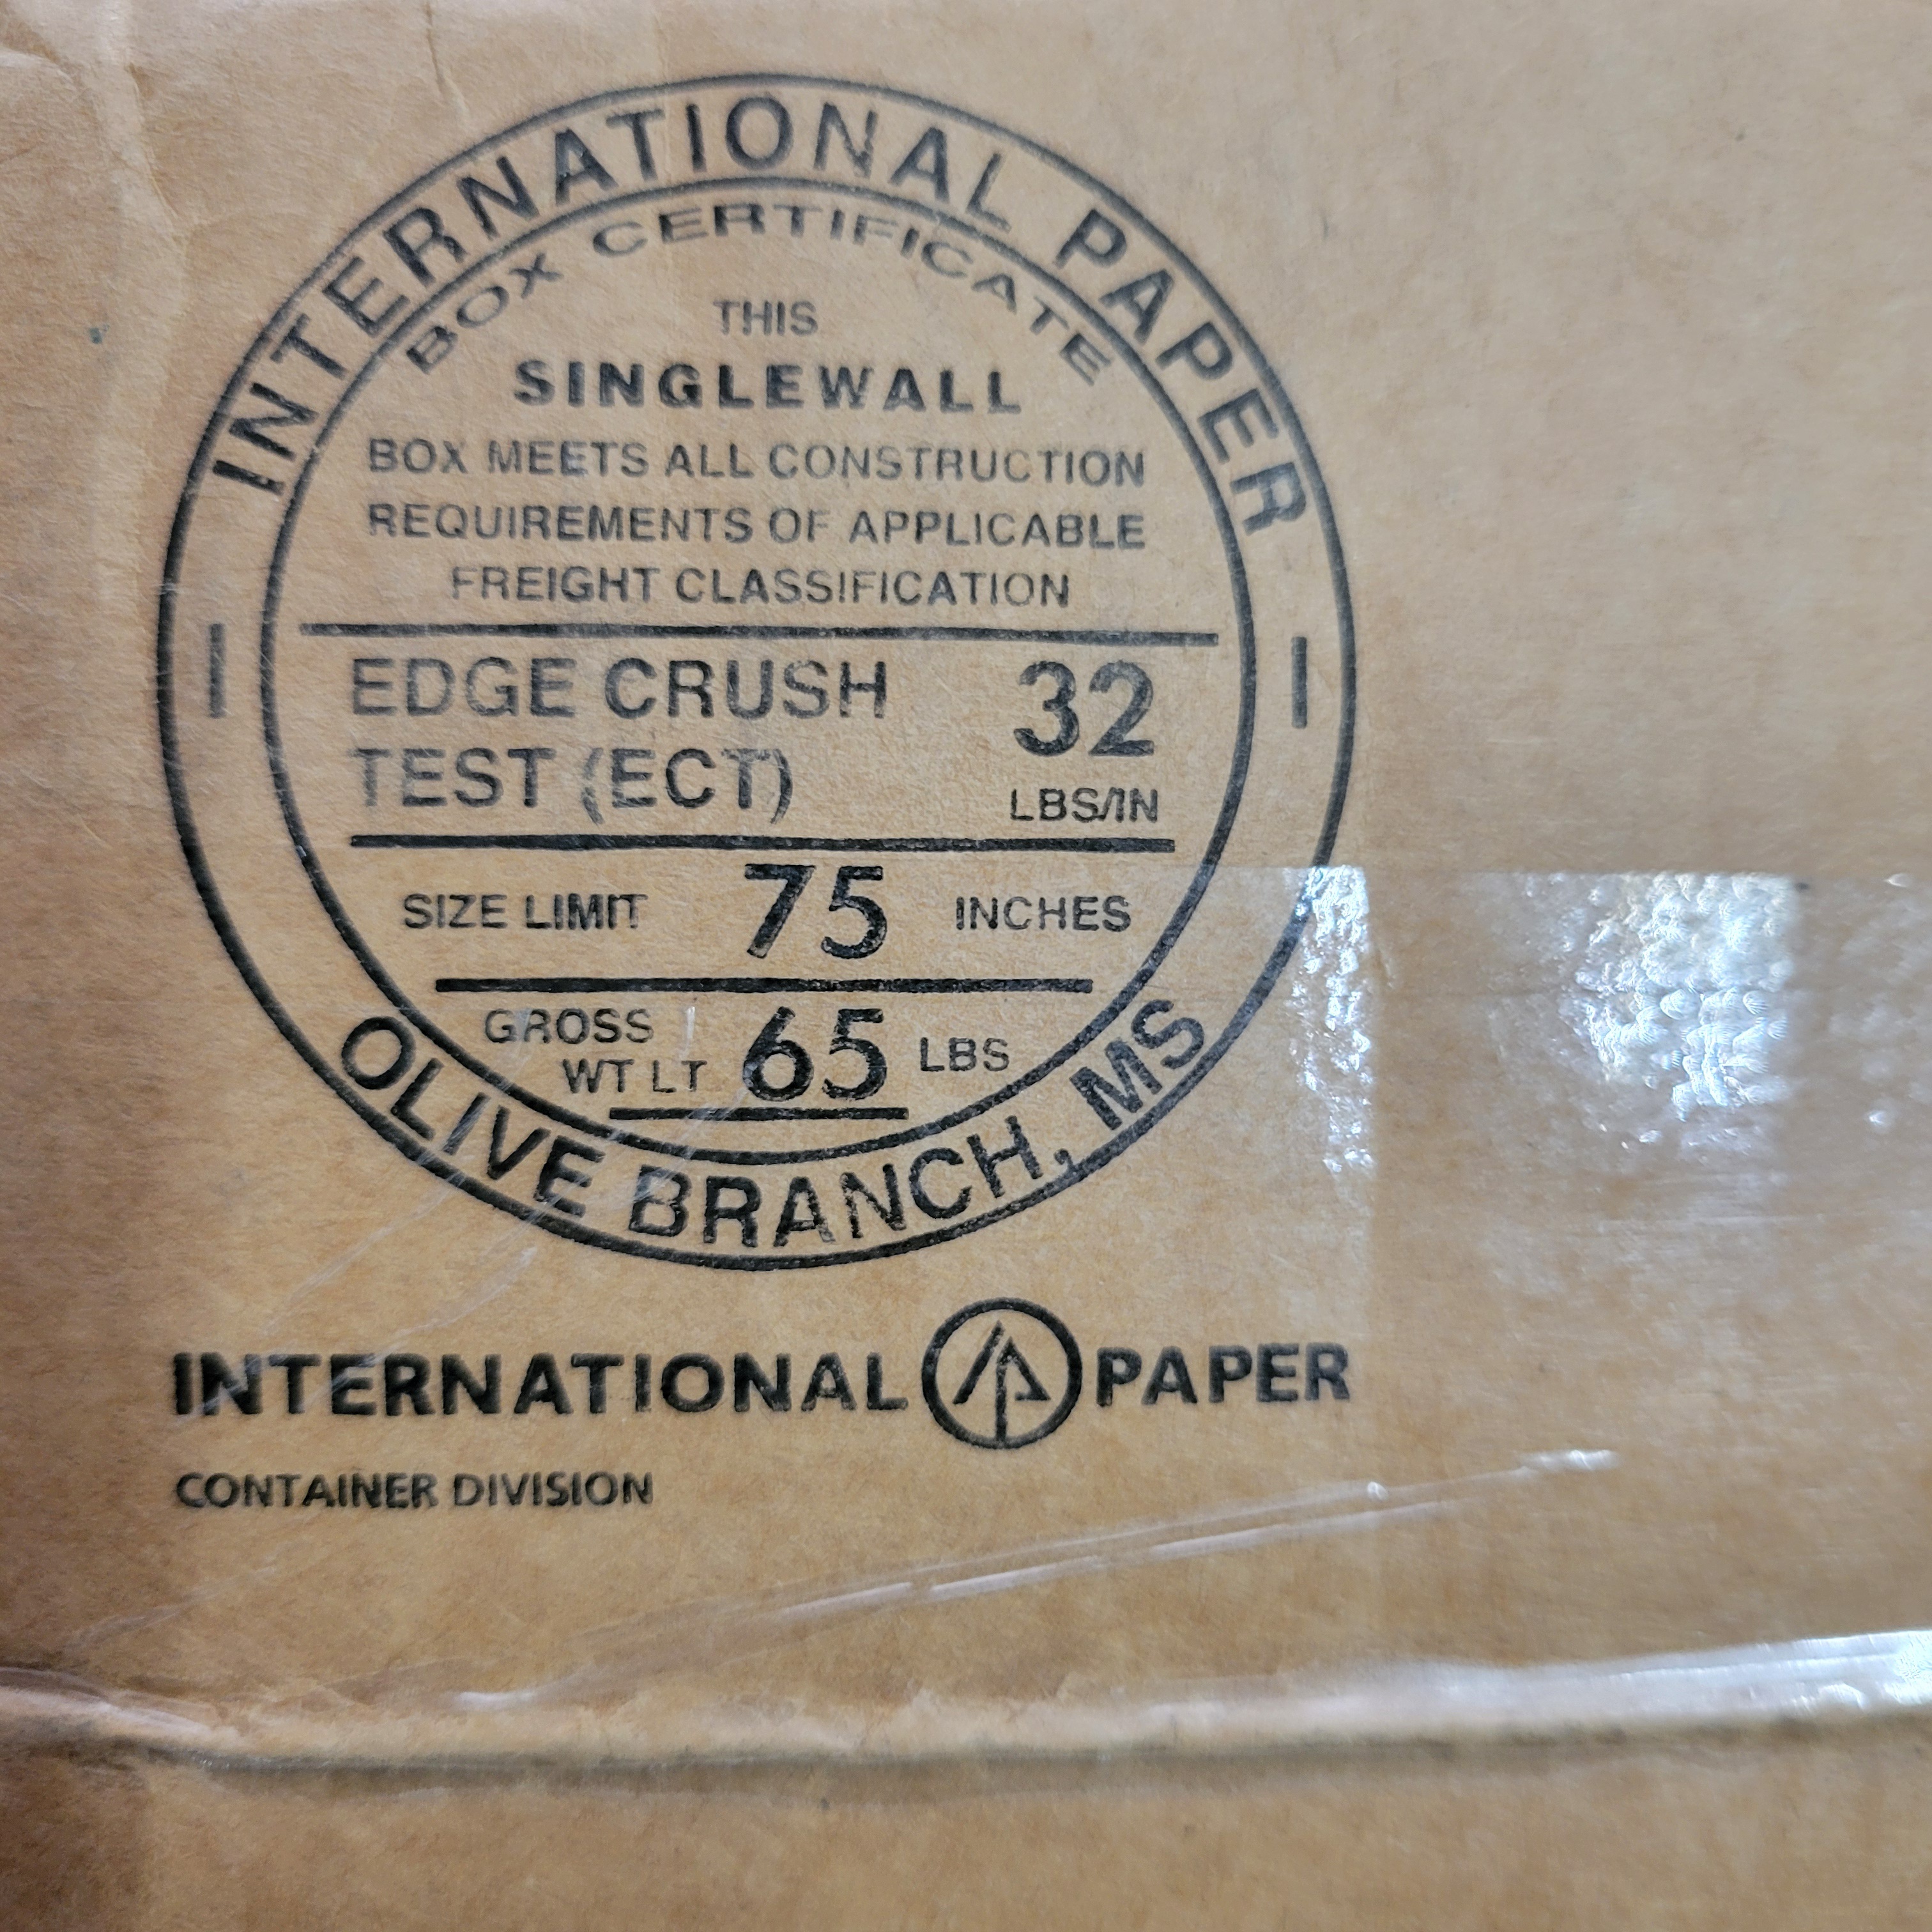 INTERNATIONAL PAPER
BOX CERTIFICATE
THIS
SINGLEWALL
BOX MEETS ALL CONSTRUCTION
REQUIREMENTS OF APPLICABLE
FREIGHT CLASSIFICATION
EDGE CRUSH
TEST (ECT)
32
LBS/IN
SIZE LIMIT 75 INCHES
GROSS
WT LT 65 LBS
OLIVE BRANCH, MS
INTERNATIONAL PAPER
CONTAINER DIVISION